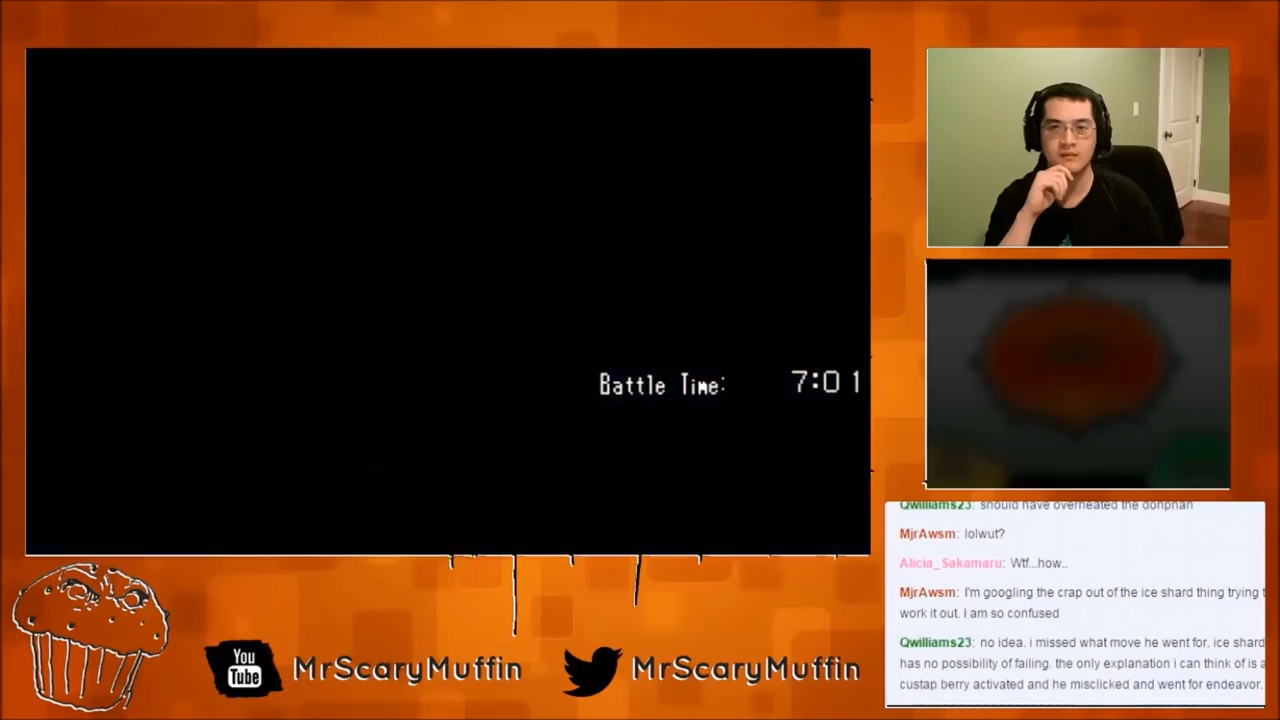 Battle Time: 7:01
Qwilliams23: should have overheated the donphan
MjrAwsm: lolwut?
Alicia_Sakamaru: Wtf...how..
MjrAwsm: I'm googling the crap out of the ice shard thing trying
work it out. I am so confused
Qwilliams23: no idea. i missed what move he went for. ice shard
has no possibility of failing. the only explanation i can think of is a
custap berry activated and he misclicked and went for endeavor.
You
Tube
MrScaryMuffin
MrScaryMuffin